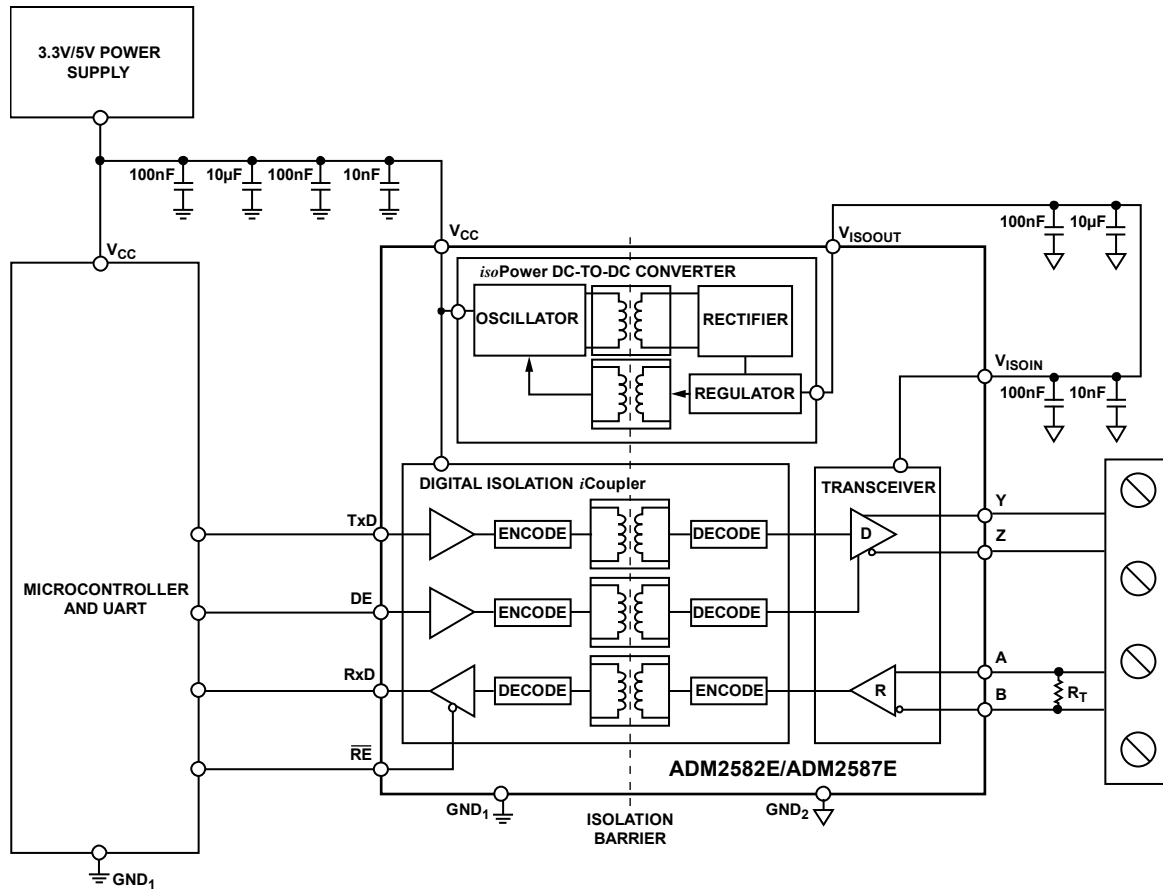 3.3V/5V POWER
SUPPLY
100nF
10µF
100nF
10nF
VCC
VCC
VISOOUT
100nF
10µF
isoPower DC-TO-DC CONVERTER
OSCILLATOR
RECTIFIER
REGULATOR
VISOIN
100nF
10nF
DIGITAL ISOLATION iCoupler
TRANSCEIVER
MICROCONTROLLER
AND UART
TxD
ENCODE
DECODE
D
Y
Z
DE
ENCODE
DECODE
RxD
DECODE
ENCODE
R
A
B
RT
RE
ADM2582E/ADM2587E
GND1
ISOLATION
BARRIER
GND2
GND1